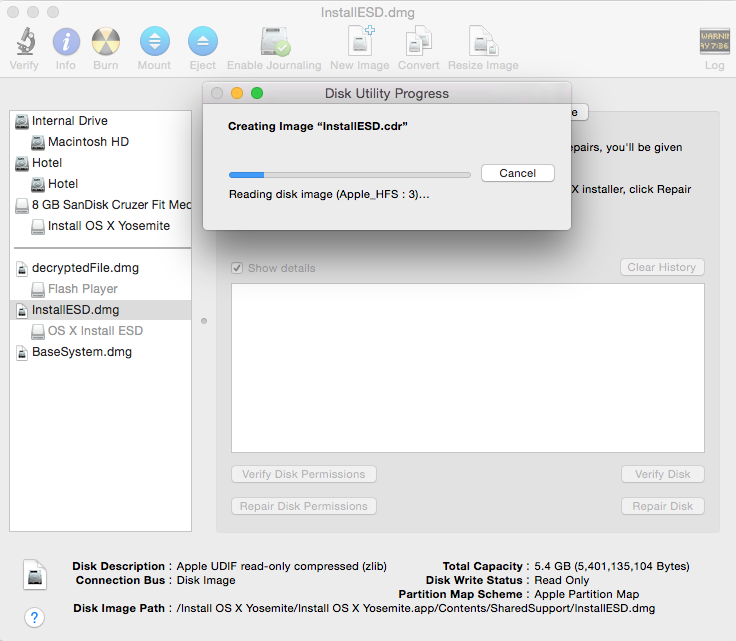 InstallESD.dmg
Verify
Info
Burn
Mount
Eject
Enable Journaling
New Image
Convert
Resize Image
WARNIN
AY 7:36
Log
Disk Utility Progress
Creating Image “InstallESD.cdr”
Cancel
Reading disk image (Apple_HFS : 3)…
Internal Drive
Macintosh HD
Hotel
Hotel
8 GB SanDisk Cruzer Fit Med
Install OS X Yosemite
decryptedFile.dmg
Flash Player
InstallESD.dmg
OS X Install ESD
BaseSystem.dmg
e
epairs, you'll be given
X installer, click Repair
Show details
Clear History
Verify Disk Permissions
Verify Disk
Repair Disk Permissions
Repair Disk
Disk Description : Apple UDIF read-only compressed (zlib)
Connection Bus : Disk Image
Total Capacity : 5.4 GB (5,401,135,104 Bytes)
Disk Write Status : Read Only
Partition Map Scheme : Apple Partition Map
Disk Image Path : /Install OS X Yosemite/Install OS X Yosemite.app/Contents/SharedSupport/InstallESD.dmg
?